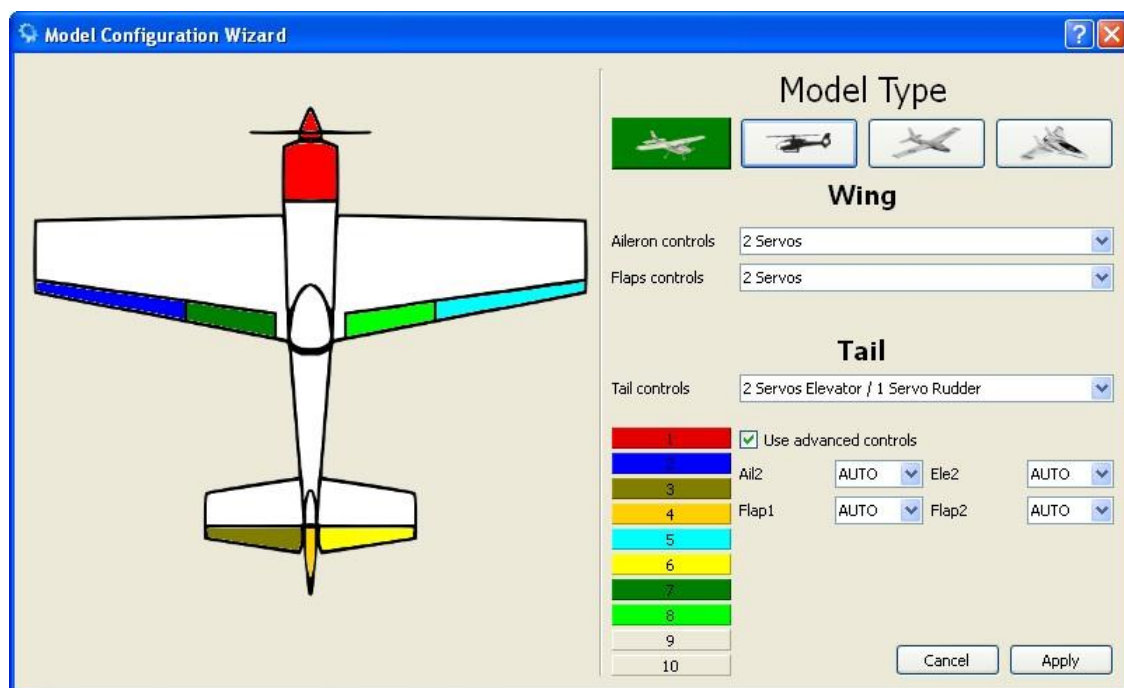 Model Configuration Wizard
Model Type
Wing
Aileron controls 2 Servos
Flaps controls 2 Servos
Tail
Tail controls 2 Servos Elevator / 1 Servo Rudder
1 Use advanced controls
2
Ail2 AUTO Ele2 AUTO
3
4 Flap1 AUTO Flap2 AUTO
5
6
7
8
9
10
Cancel Apply